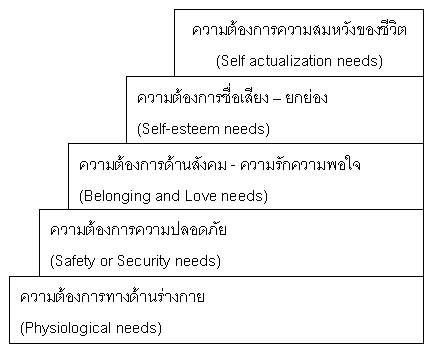 ความต้องการความสมหวังของชีวิต
(Self actualization needs)
ความต้องการชื่อเสียง – ยกย่อง
(Self-esteem needs)
ความต้องการด้านสังคม - ความรักความพอใจ
(Belonging and Love needs)
ความต้องการความปลอดภัย
(Safety or Security needs)
ความต้องการทางด้านร่างกาย
(Physiological needs)